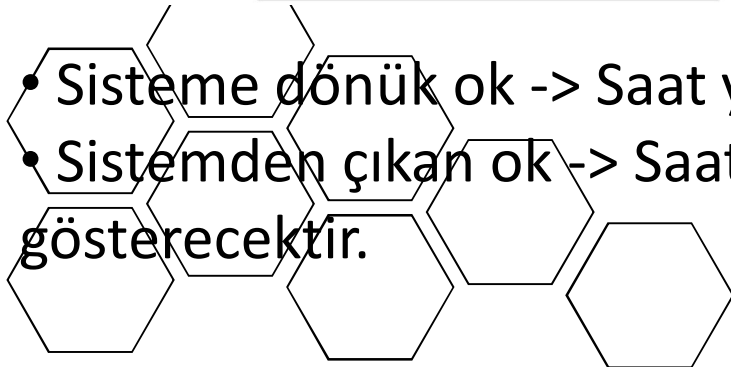 • Sisteme dönük ok -> Saat
• Sistemden çıkan ok -> Saat
gösterecektir.